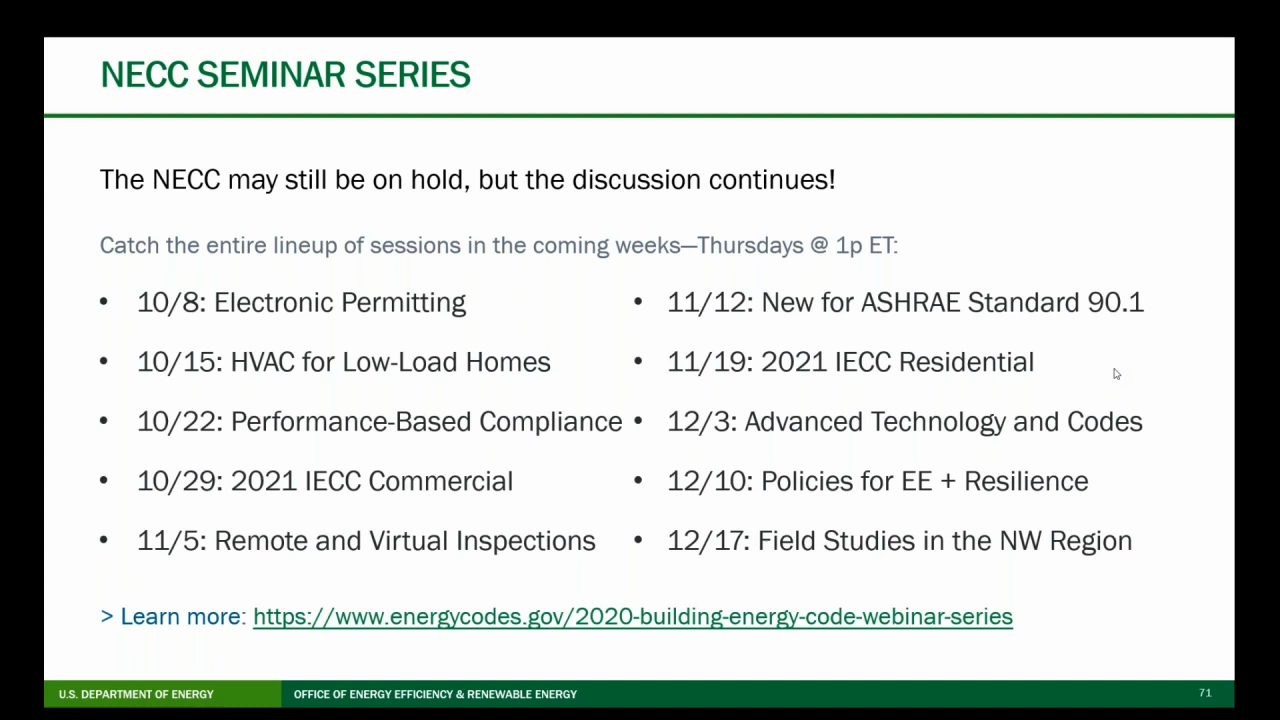 NECC SEMINAR SERIES
The NECC may still be on hold, but the discussion continues!
Catch the entire lineup of sessions in the coming weeks—Thursdays @ 1p ET:
• 10/8: Electronic Permitting
• 10/15: HVAC for Low-Load Homes
• 10/22: Performance-Based Compliance
• 10/29: 2021 IECC Commercial
• 11/5: Remote and Virtual Inspections
• 11/12: New for ASHRAE Standard 90.1
• 11/19: 2021 IECC Residential
• 12/3: Advanced Technology and Codes
• 12/10: Policies for EE + Resilience
• 12/17: Field Studies in the NW Region
> Learn more: https://www.energycodes.gov/2020-building-energy-code-webinar-series
U.S. DEPARTMENT OF ENERGY OFFICE OF ENERGY EFFICIENCY & RENEWABLE ENERGY 71